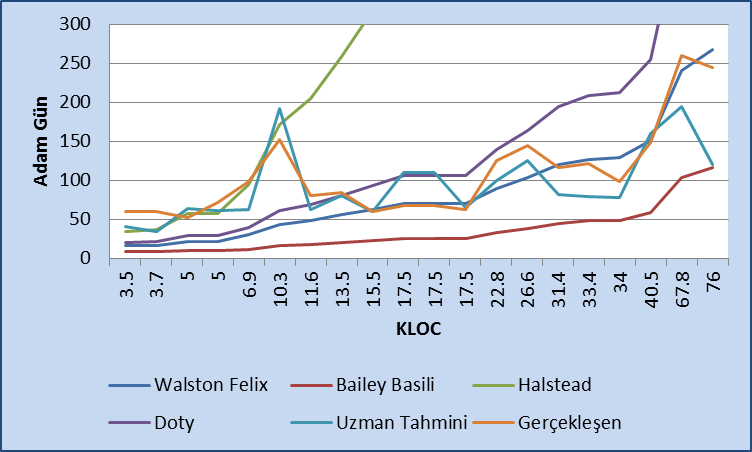 300
250
200
150
100
50
0
Adam Gün
3.5 3.7 5 5 6.9 10.3 11.6 13.5 15.5 17.5 17.5 17.5 22.8 26.6 31.4 33.4 34 40.5 67.8 76
KLOC
Walston Felix Bailey Basili Halstead
Doty Uzman Tahmini Gerçekleşen